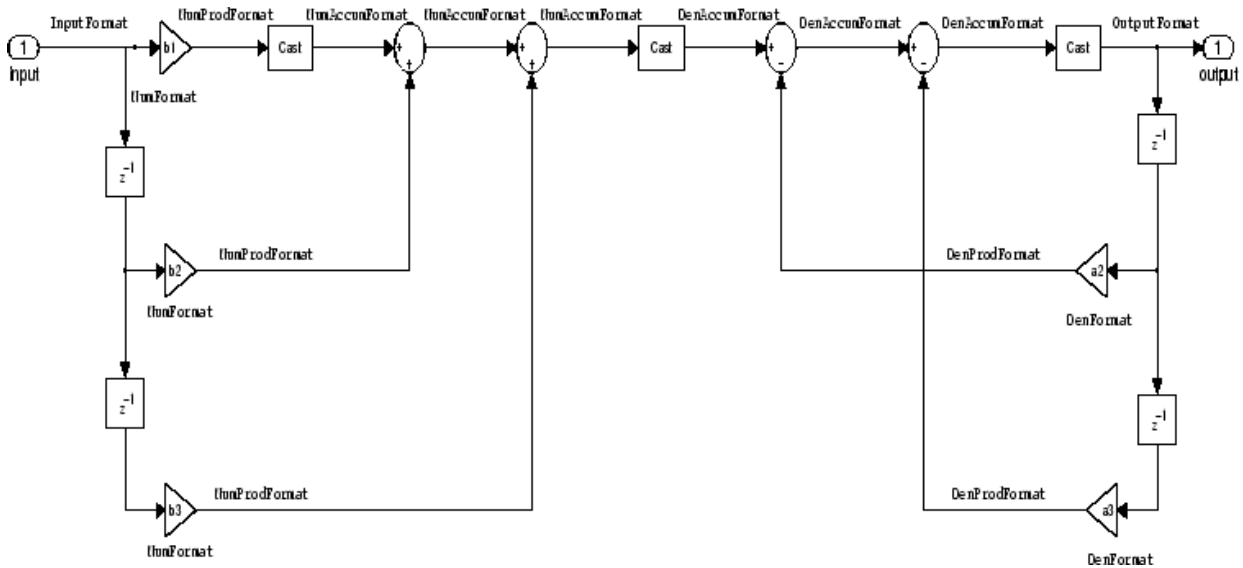 InputFormat
NumProdFormat
NumAccumFormat
NumAccumFormat
NumAccumFormat
DenAccumFormat
DenAccumFormat
DenAccumFormat
OutputFormat
1
input
b1
Cast
+
+
+
+
Cast
+
−
+
−
Cast
1
output
NumFormat
z⁻¹
z⁻¹
b2
NumProdFormat
DenProdFormat
a2
NumFormat
DenFormat
z⁻¹
z⁻¹
b3
NumProdFormat
DenProdFormat
a3
NumFormat
DenFormat